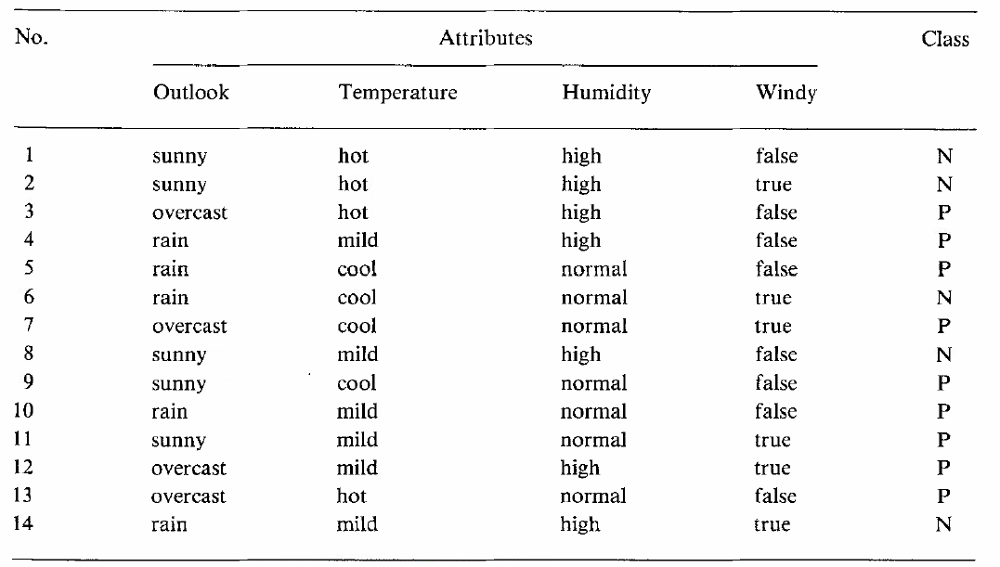 No. Attributes Class
Outlook Temperature Humidity Windy
1 sunny hot high false N
2 sunny hot high true N
3 overcast hot high false P
4 rain mild high false P
5 rain cool normal false P
6 rain cool normal true N
7 overcast cool normal true P
8 sunny mild high false N
9 sunny cool normal false P
10 rain mild normal false P
11 sunny mild normal true P
12 overcast mild high true P
13 overcast hot normal false P
14 rain mild high true N